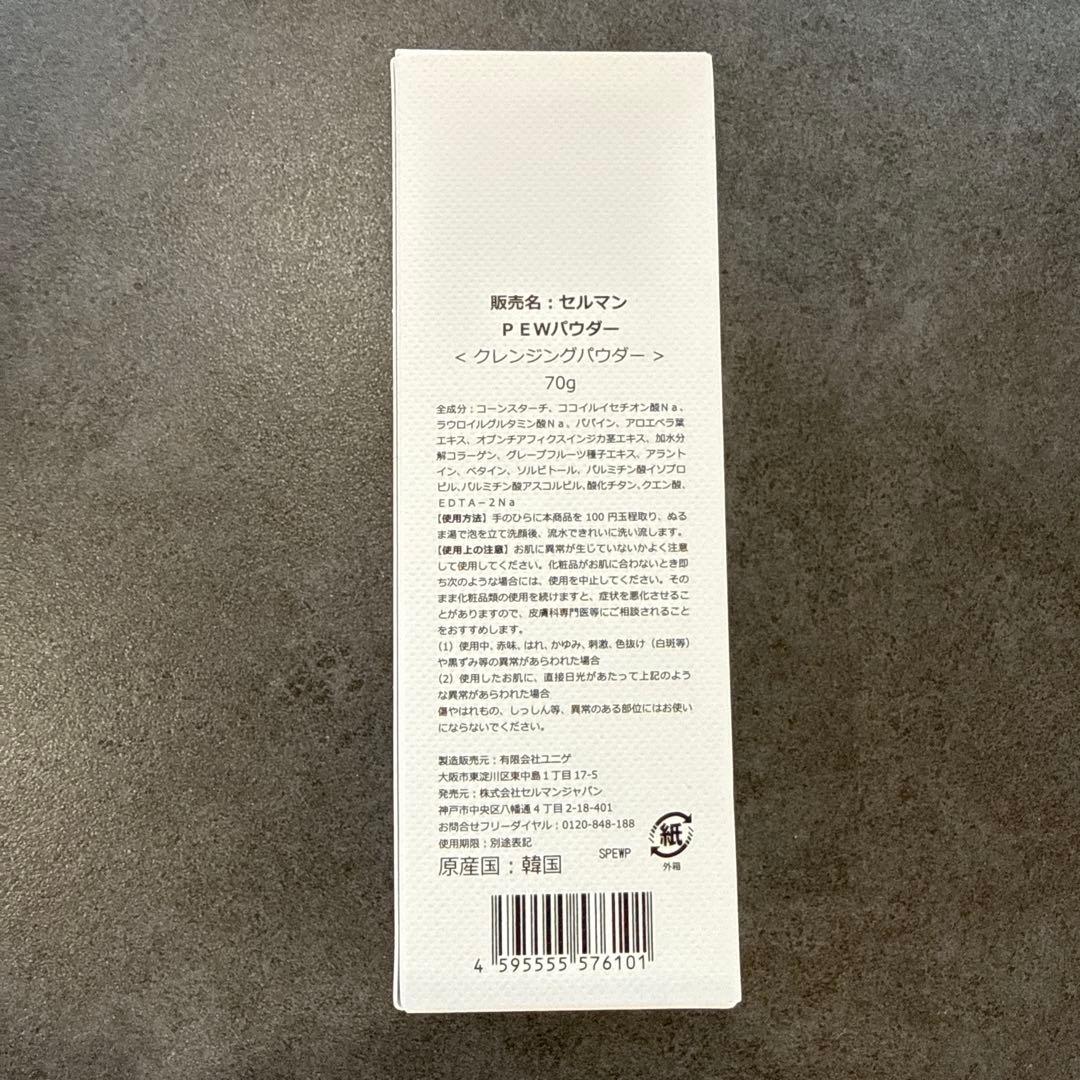 販売名：セルマン
ＰＥＷパウダー
< クレンジングパウダー >
70g
全成分：コーンスターチ、ココイルイセチオン酸Ｎａ、
ラウロイルグルタミン酸Ｎａ、パパイン、アロエベラ葉
エキス、オプンチアフィクスインジカ茎エキス、加水分
解コラーゲン、グレープフルーツ種子エキス、アラント
イン、ベタイン、ソルビトール、パルミチン酸イソプロ
ピル、パルミチン酸アスコルビル、酸化チタン、クエン酸、
ＥＤＴＡ－２Ｎａ
【使用方法】手のひらに本商品を 100 円玉程取り、ぬる
ま湯で泡を立て洗顔後、流水できれいに洗い流します。
【使用上の注意】お肌に異常が生じていないかよく注意
して使用してください。化粧品がお肌に合わないとき即
ち次のような場合には、使用を中止してください。その
まま化粧品類の使用を続けますと、症状を悪化させるこ
とがありますので、皮膚科専門医等にご相談されること
をおすすめします。
（1）使用中、赤味、はれ、かゆみ、刺激、色抜け（白斑等）
や黒ずみ等の異常があらわれた場合
（2）使用したお肌に、直接日光があたって上記のよう
な異常があらわれた場合
傷やはれもの、しっしん等、異常のある部位にはお使い
にならないでください。
製造販売元：有限会社ユニゲ
大阪市東淀川区東中島１丁目 17-5
発売元：株式会社セルマンジャパン
神戸市中央区八幡通４丁目 2-18-401
お問合せフリーダイヤル：0120-848-188
使用期限：別途表記
原産国：韓国
SPEWP
紙
外箱
4 595555 576101